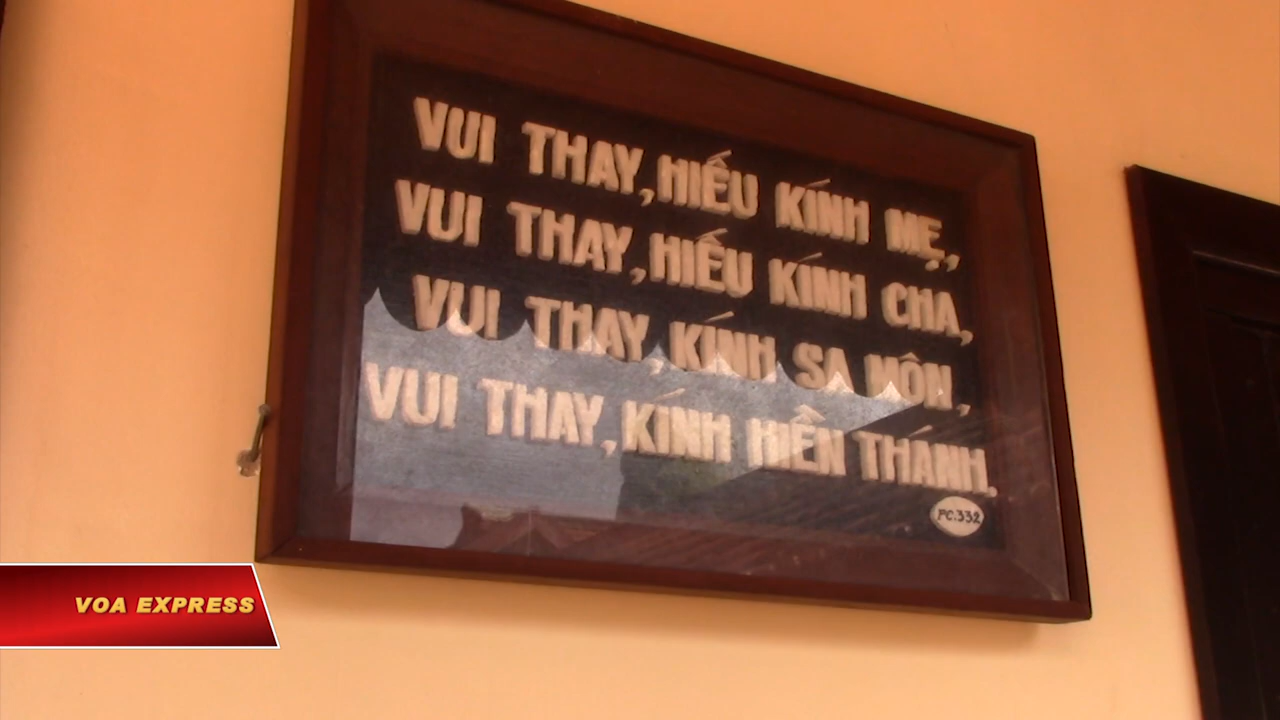 VUI THAY, HIẾU KÍNH MẸ,
VUI THAY, HIẾU KÍNH CHA,
VUI THAY, KÍNH SA MÔN,
VUI THAY, KÍNH HIỀN THÁNH.
PC.332
VOA EXPRESS